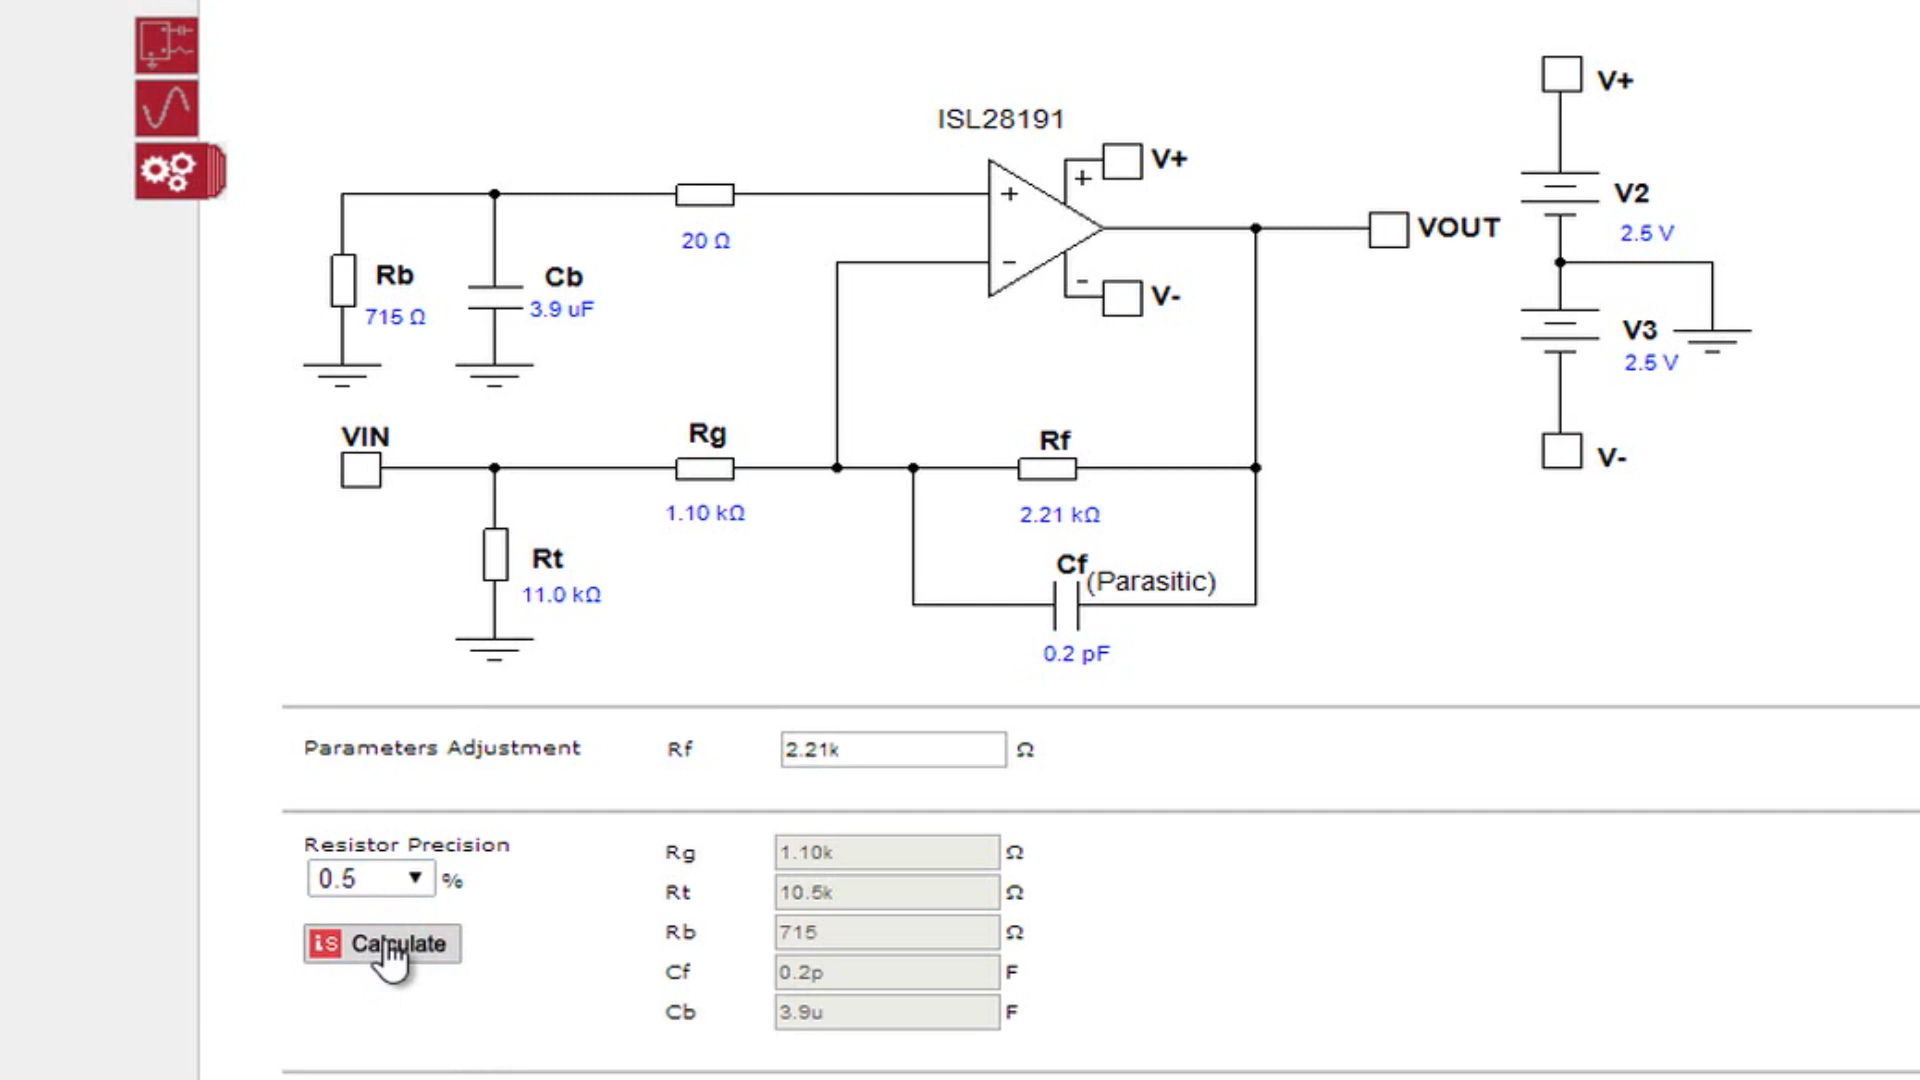 V+
ISL28191
V+
+
+
V2
VOUT
20 Ω
2.5 V
−
Rb
Cb
-
V-
715 Ω
3.9 uF
V3
2.5 V
VIN
Rg
Rf
V-
1.10 kΩ
2.21 kΩ
Rt
Cf
(Parasitic)
11.0 kΩ
0.2 pF
Parameters Adjustment Rf 2.21k Ω
Resistor Precision
0.5 %
is Calculate
Rg 1.10k Ω
Rt 10.5k Ω
Rb 715 Ω
Cf 0.2p F
Cb 3.9u F